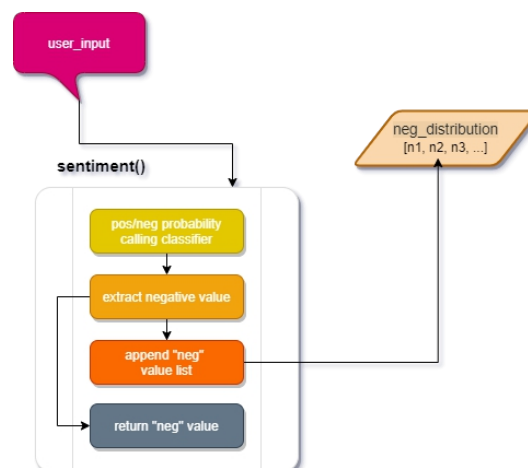 user_input
neg_distribution
[n1, n2, n3, ...]
sentiment()
pos/neg probability
calling classifier
extract negative value
append "neg"
value list
return "neg" value